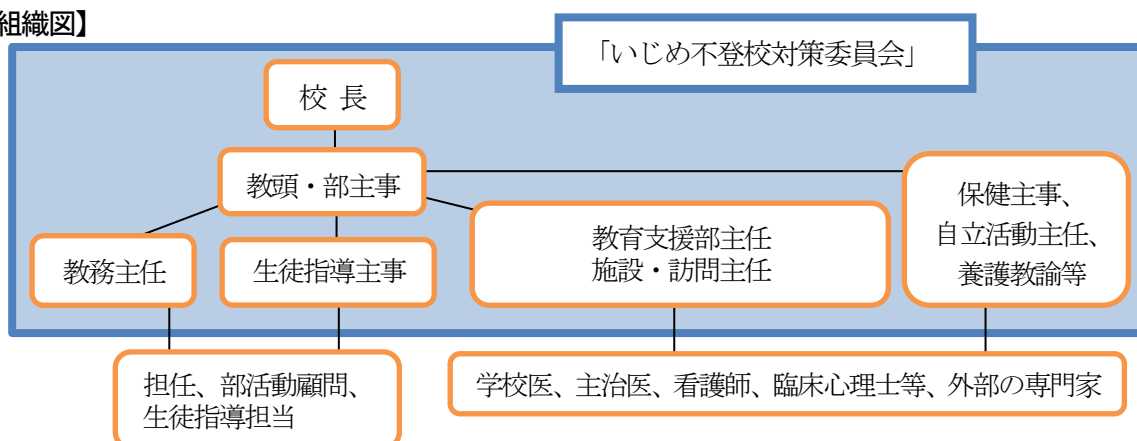 組織図】
「いじめ不登校対策委員会」
校 長
教頭・部主事
保健主事、
自立活動主任、
養護教諭等
教育支援部主任
施設・訪問主任
教務主任
生徒指導主事
担任、部活動顧問、
生徒指導担当
学校医、主治医、看護師、臨床心理士等、外部の専門家